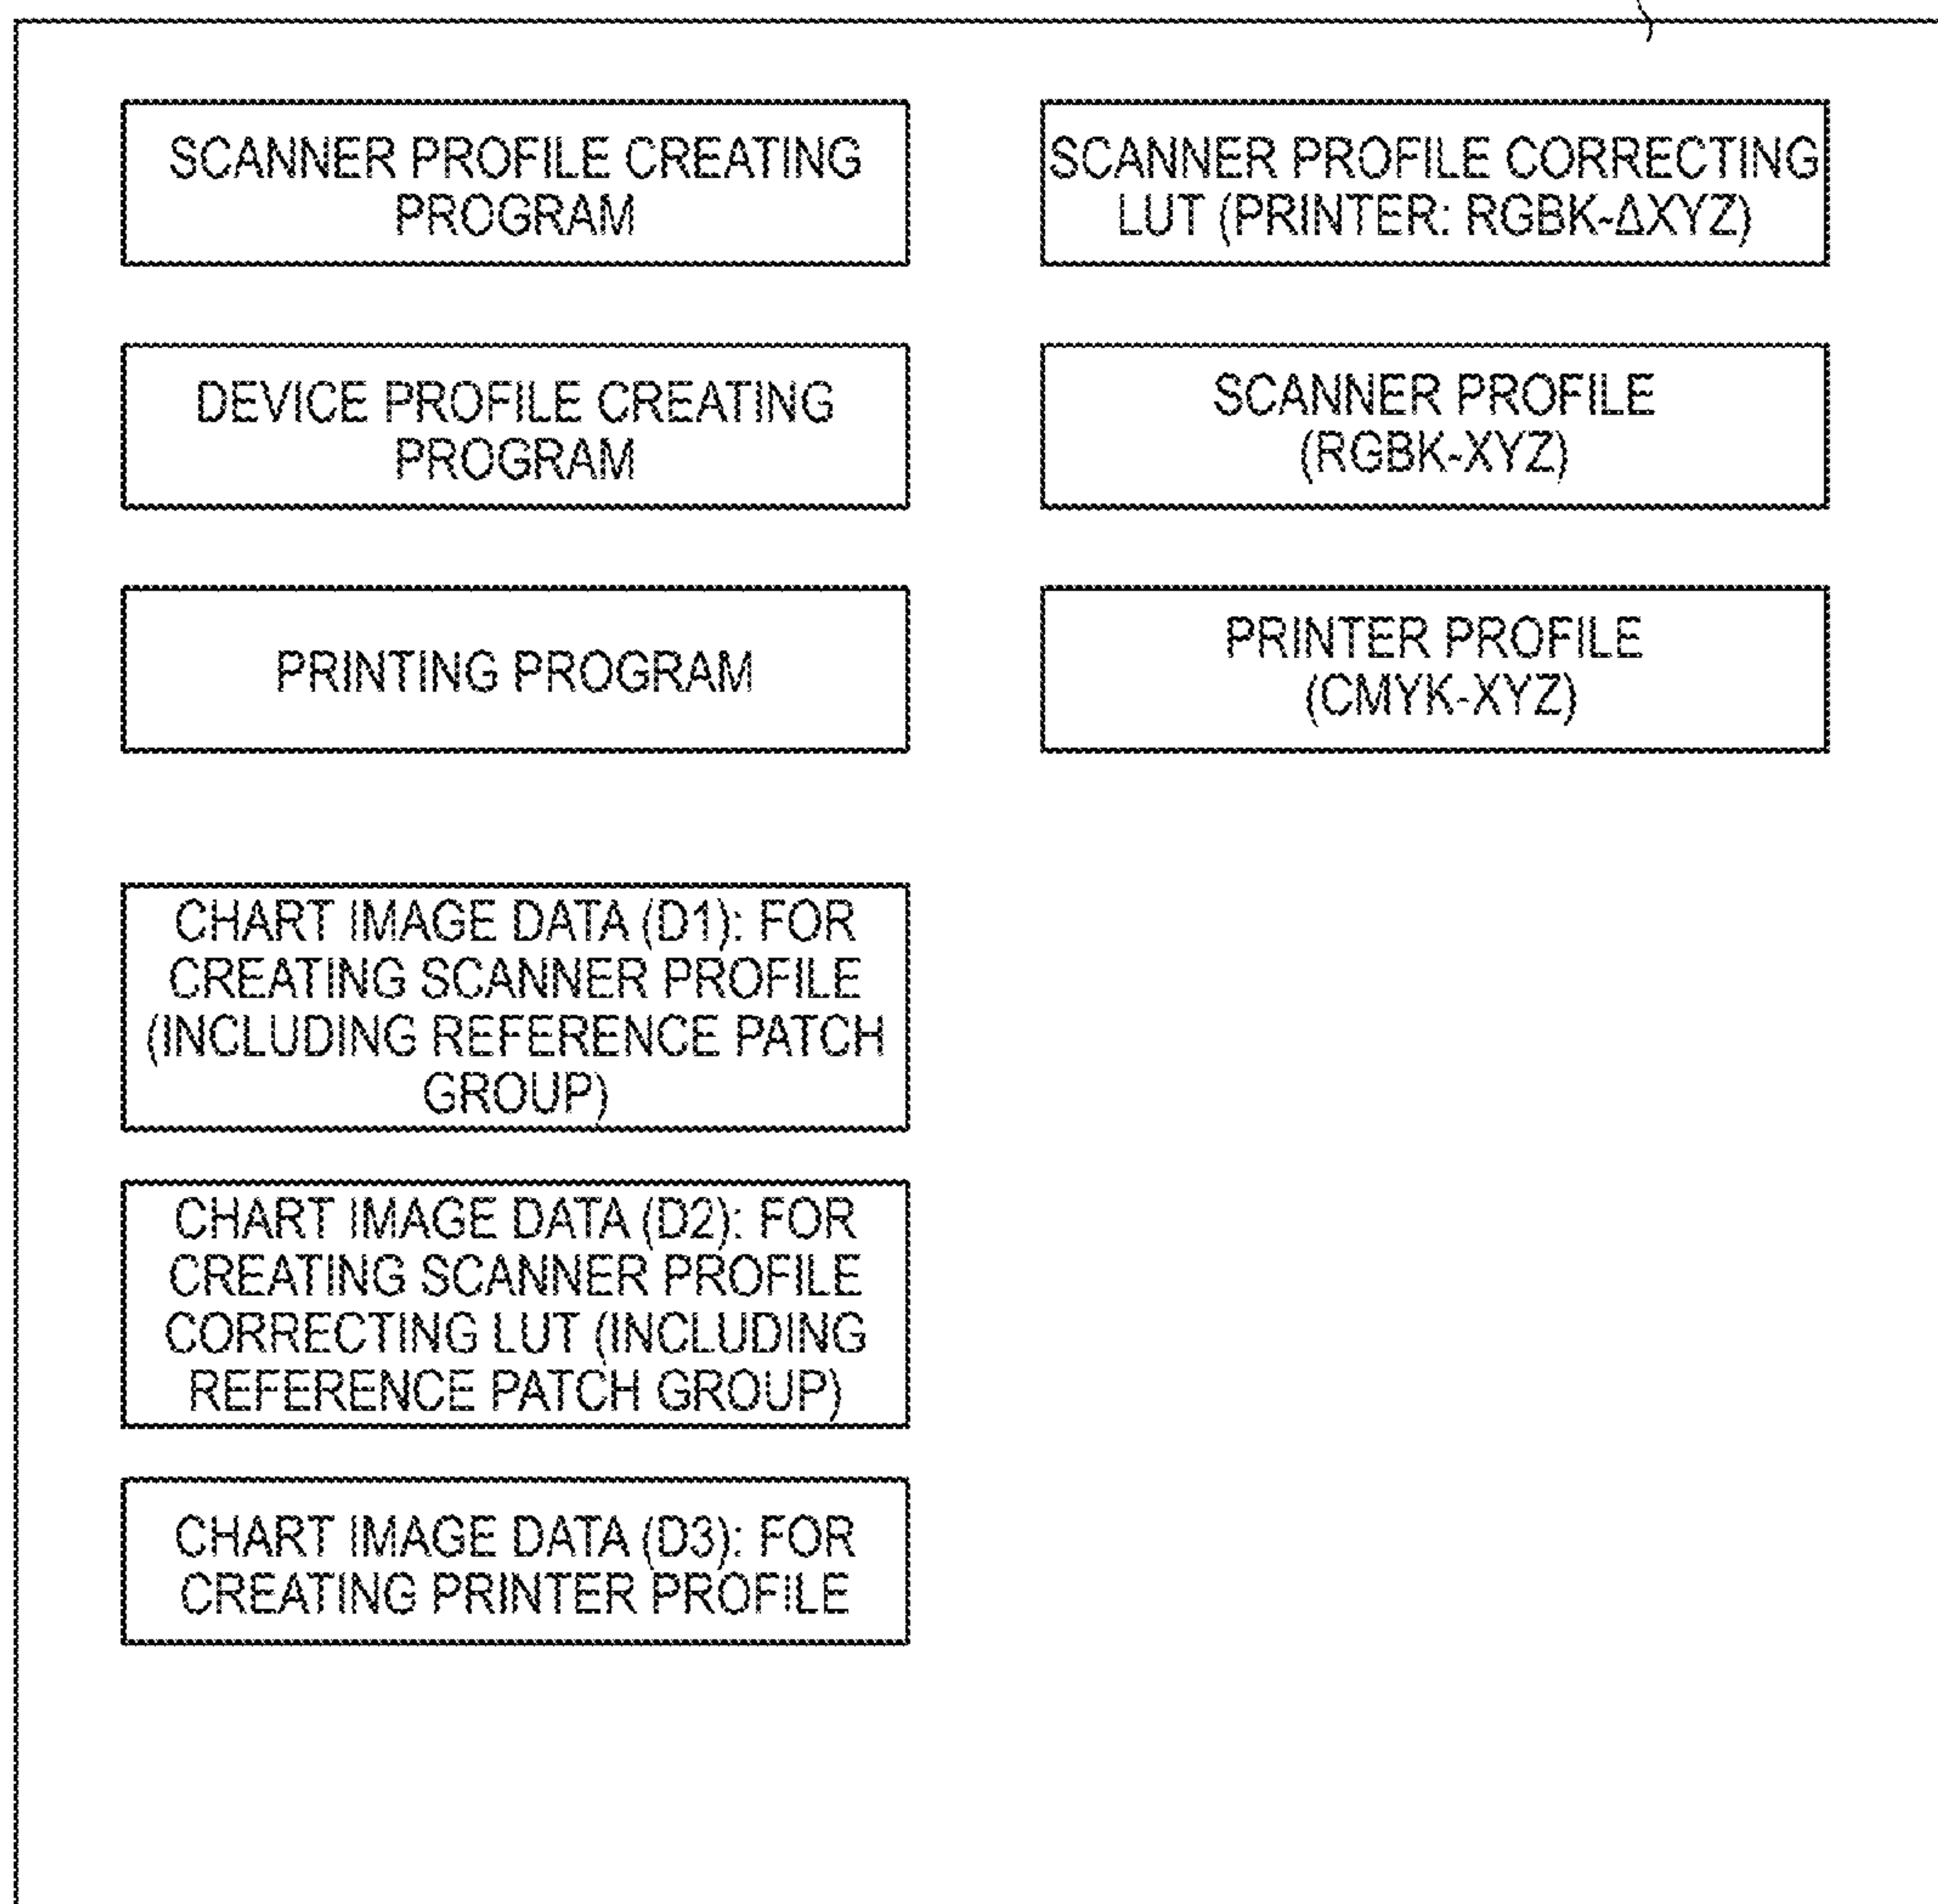 SCANNER PROFILE CREATING
PROGRAM
DEVICE PROFILE CREATING
PROGRAM
PRINTING PROGRAM
CHART IMAGE DATA (D1): FOR
CREATING SCANNER PROFILE
(INCLUDING REFERENCE PATCH
GROUP)
CHART IMAGE DATA (D2): FOR
CREATING SCANNER PROFILE
CORRECTING LUT (INCLUDING
REFERENCE PATCH GROUP)
CHART IMAGE DATA (D3): FOR
CREATING PRINTER PROFILE
SCANNER PROFILE CORRECTING
LUT (PRINTER: RGBK-ΔXYZ)
SCANNER PROFILE
(RGBK-XYZ)
PRINTER PROFILE
(CMYK-XYZ)